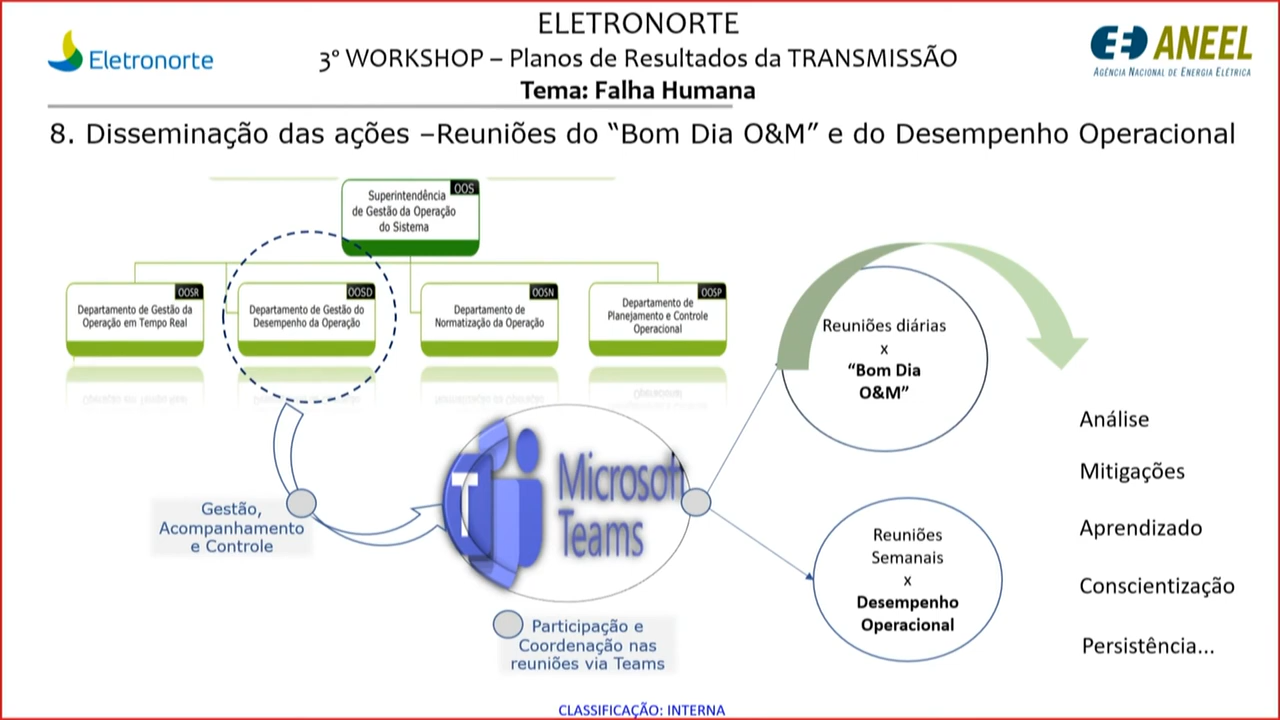 ELETRONORTE
3° WORKSHOP – Planos de Resultados da TRANSMISSÃO
Tema: Falha Humana
Eletronorte
ANEEL
AGÊNCIA NACIONAL DE ENERGIA ELÉTRICA
8. Disseminação das ações –Reuniões do “Bom Dia O&M” e do Desempenho Operacional
OOS
Superintendência
de Gestão da Operação
do Sistema
OOSR
Departamento de Gestão da
Operação em Tempo Real
OOSD
Departamento de Gestão do
Desempenho da Operação
OOSN
Departamento de
Normatização da Operação
OOSP
Departamento de
Planejamento e Controle
Operacional
Gestão,
Acompanhamento
e Controle
T
Microsoft
Teams
Participação e
Coordenação nas
reuniões via Teams
Reuniões diárias
x
“Bom Dia
O&M”
Reuniões
Semanais
x
Desempenho
Operacional
Análise
Mitigações
Aprendizado
Conscientização
Persistência...
CLASSIFICAÇÃO: INTERNA